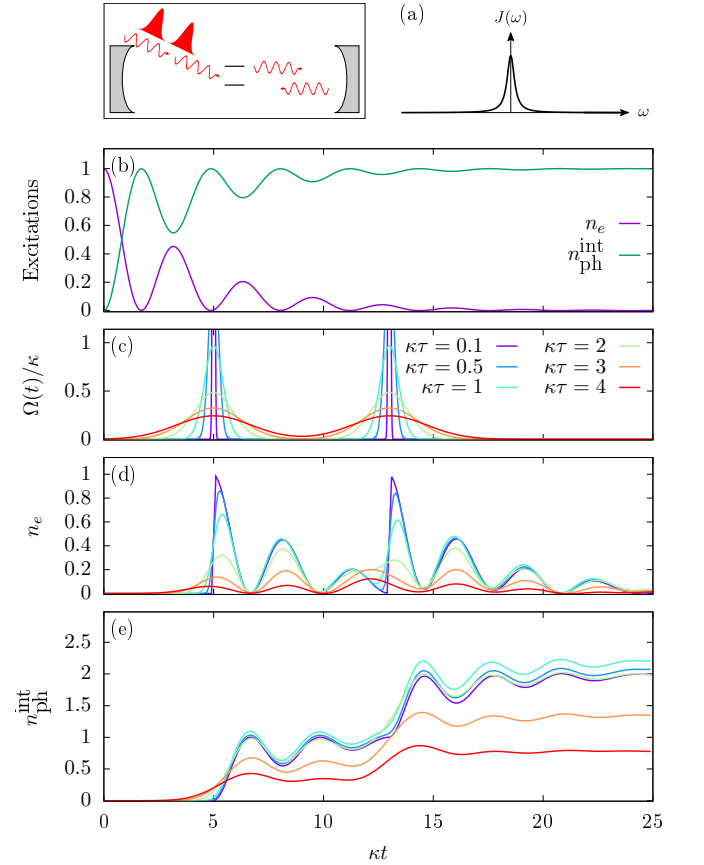 (a)
J(ω)
ω
(b)
Excitations
1
0.8
0.6
0.4
0.2
0
n_e
n_ph^int
(c)
Ω(t)/κ
1
0.5
0
κτ = 0.1
κτ = 2
κτ = 0.5
κτ = 3
κτ = 1
κτ = 4
(d)
n_e
1
0.8
0.6
0.4
0.2
0
(e)
n_ph^int
2.5
2
1.5
1
0.5
0
0 5 10 15 20 25
κt